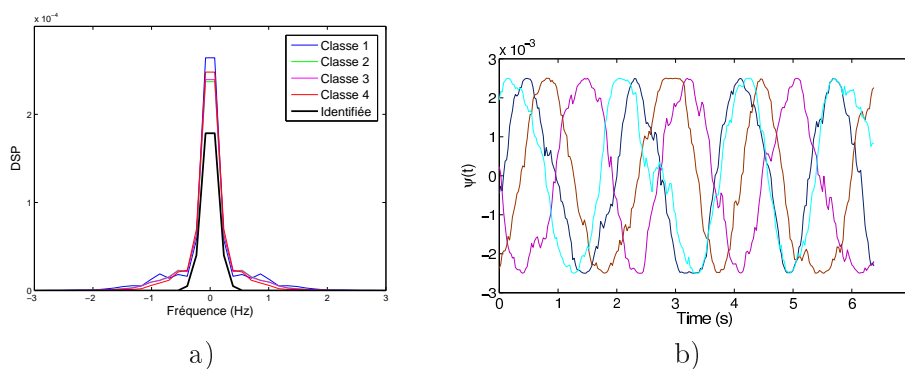 x 10⁻⁴
Classe 1
Classe 2
Classe 3
Classe 4
Identifiée
DSP
2
1
0
−3 −2 −1 0 1 2 3
Fréquence (Hz)
a)
x 10⁻³
3
2
1
0
−1
−2
−3
ψ(t)
0 1 2 3 4 5 6
Time (s)
b)